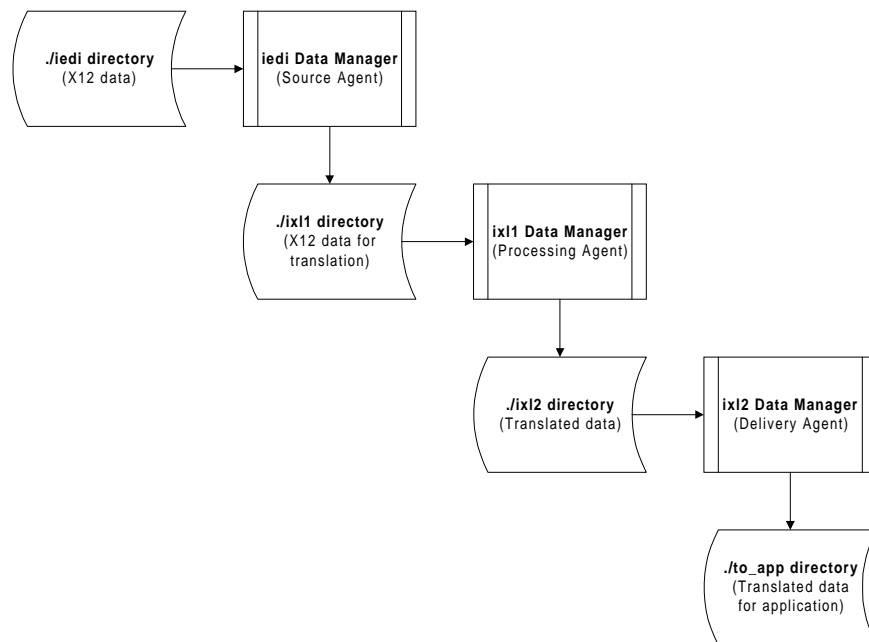 ./iedi directory
(X12 data)
iedi Data Manager
(Source Agent)
./ixl1 directory
(X12 data for
translation)
ixl1 Data Manager
(Processing Agent)
./ixl2 directory
(Translated data)
ixl2 Data Manager
(Delivery Agent)
./to_app directory
(Translated data
for application)